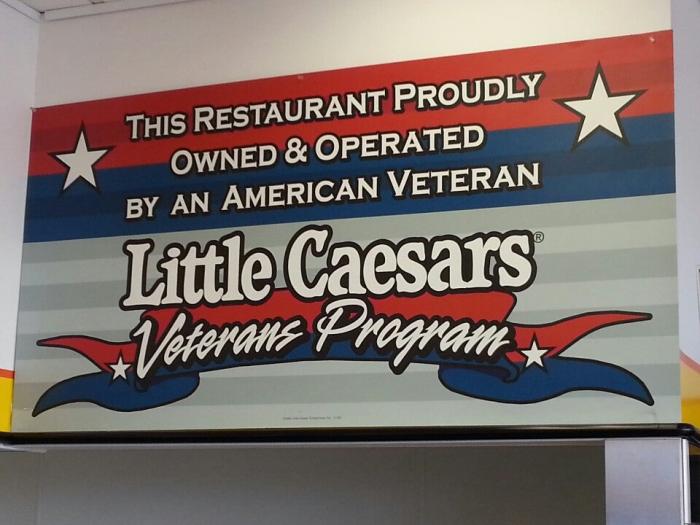 THIS RESTAURANT PROUDLY
OWNED & OPERATED
BY AN AMERICAN VETERAN
Little Caesars®
Veterans Program